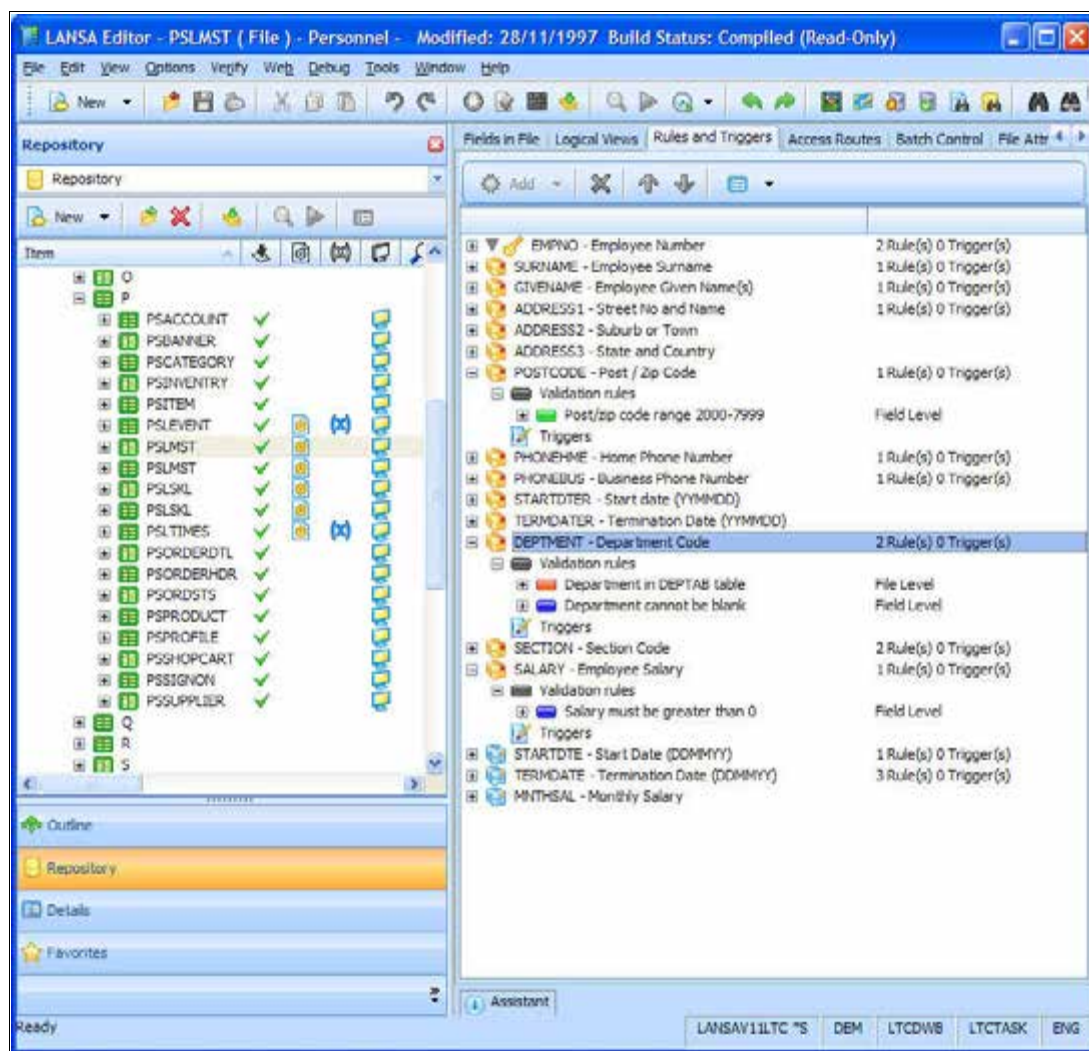 LANSA Editor - PSLMST ( File ) - Personnel - Modified: 28/11/1997 Build Status: Compiled (Read-Only)
File Edit View Options Verify Web Debug Tools Window Help
New
Repository
Repository
New
Item
O
P
PSACCOUNT
PSBANNER
PSCATEGORY
PSINVENTRY
PSITEM
PSLEVENT
PSLMST
PSLMST
PSLSKL
PSLSKL
PSLTIMES
PSORDERDTL
PSORDERHDR
PSORDSTS
PSPRODUCT
PSPROFILE
PSSHOPCART
PSSIGNON
PSSUPPLIER
Q
R
S
Outline
Repository
Details
Favorites
Fields in File Logical Views Rules and Triggers Access Routes Batch Control File Attr
Add
EMPNO - Employee Number 2 Rule(s) 0 Trigger(s)
SURNAME - Employee Surname 1 Rule(s) 0 Trigger(s)
GIVENAME - Employee Given Name(s) 1 Rule(s) 0 Trigger(s)
ADDRESS1 - Street No and Name 1 Rule(s) 0 Trigger(s)
ADDRESS2 - Suburb or Town
ADDRESS3 - State and Country
POSTCODE - Post / Zip Code 1 Rule(s) 0 Trigger(s)
Validation rules
Post/zip code range 2000-7999 Field Level
Triggers
PHONEHME - Home Phone Number 1 Rule(s) 0 Trigger(s)
PHONEBUS - Business Phone Number 1 Rule(s) 0 Trigger(s)
STARTDTER - Start date (YYMMDD)
TERMDATER - Termination Date (YYMMDD)
DEPTMENT - Department Code 2 Rule(s) 0 Trigger(s)
Validation rules
Department in DEPTAB table File Level
Department cannot be blank Field Level
Triggers
SECTION - Section Code 2 Rule(s) 0 Trigger(s)
SALARY - Employee Salary 1 Rule(s) 0 Trigger(s)
Validation rules
Salary must be greater than 0 Field Level
Triggers
STARTDTE - Start Date (DDMMYY) 1 Rule(s) 0 Trigger(s)
TERMDATE - Termination Date (DDMMYY) 3 Rule(s) 0 Trigger(s)
MNTHSAL - Monthly Salary
Assistant
Ready
LANSAV11LTC *S DEM LTCDWB LTCTASK ENG